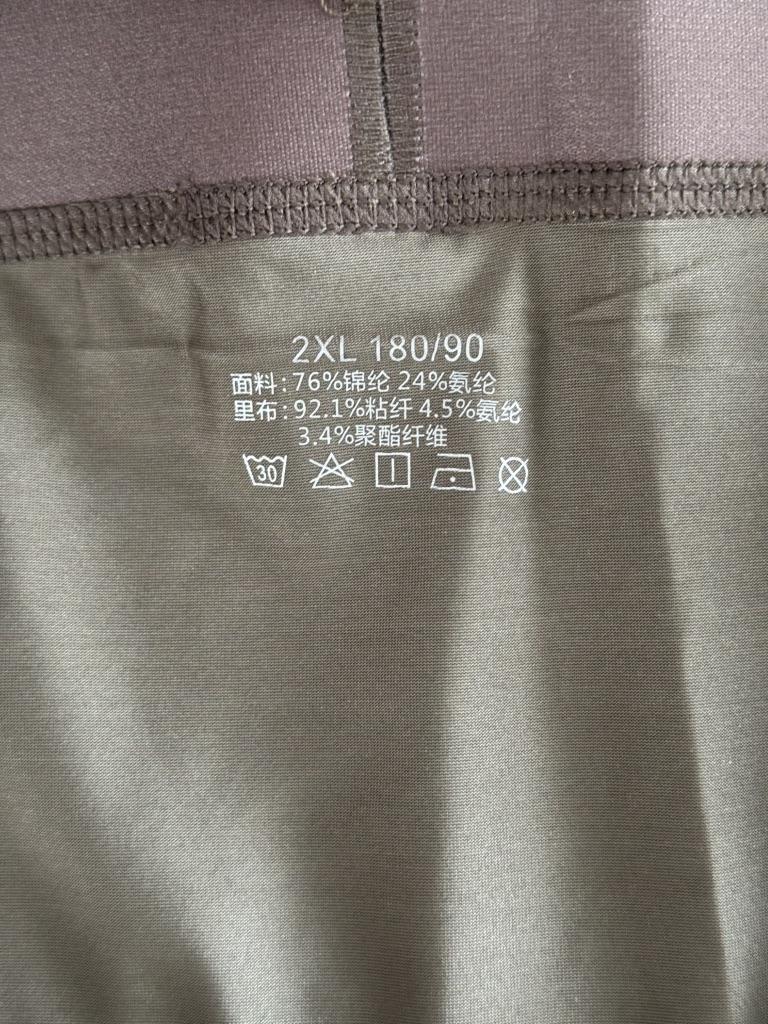 2XL 180/90
面料:76%锦纶 24%氨纶
里布:92.1%粘纤 4.5%氨纶
3.4%聚酯纤维
30